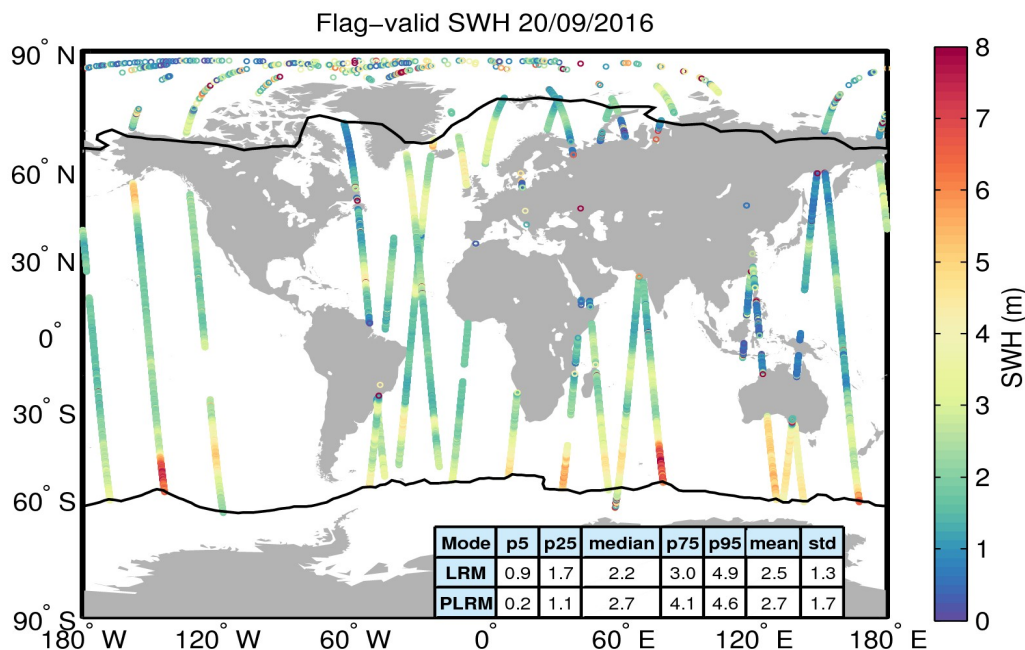 Flag−valid SWH 20/09/2016
90° N
60° N
30° N
0°
30° S
60° S
90° S
180° W
120° W
60° W
0°
60° E
120° E
180° E
8
7
6
5
4
3
2
1
0
SWH (m)
Mode p5 p25 median p75 p95 mean std
LRM 0.9 1.7 2.2 3.0 4.9 2.5 1.3
PLRM 0.2 1.1 2.7 4.1 4.6 2.7 1.7